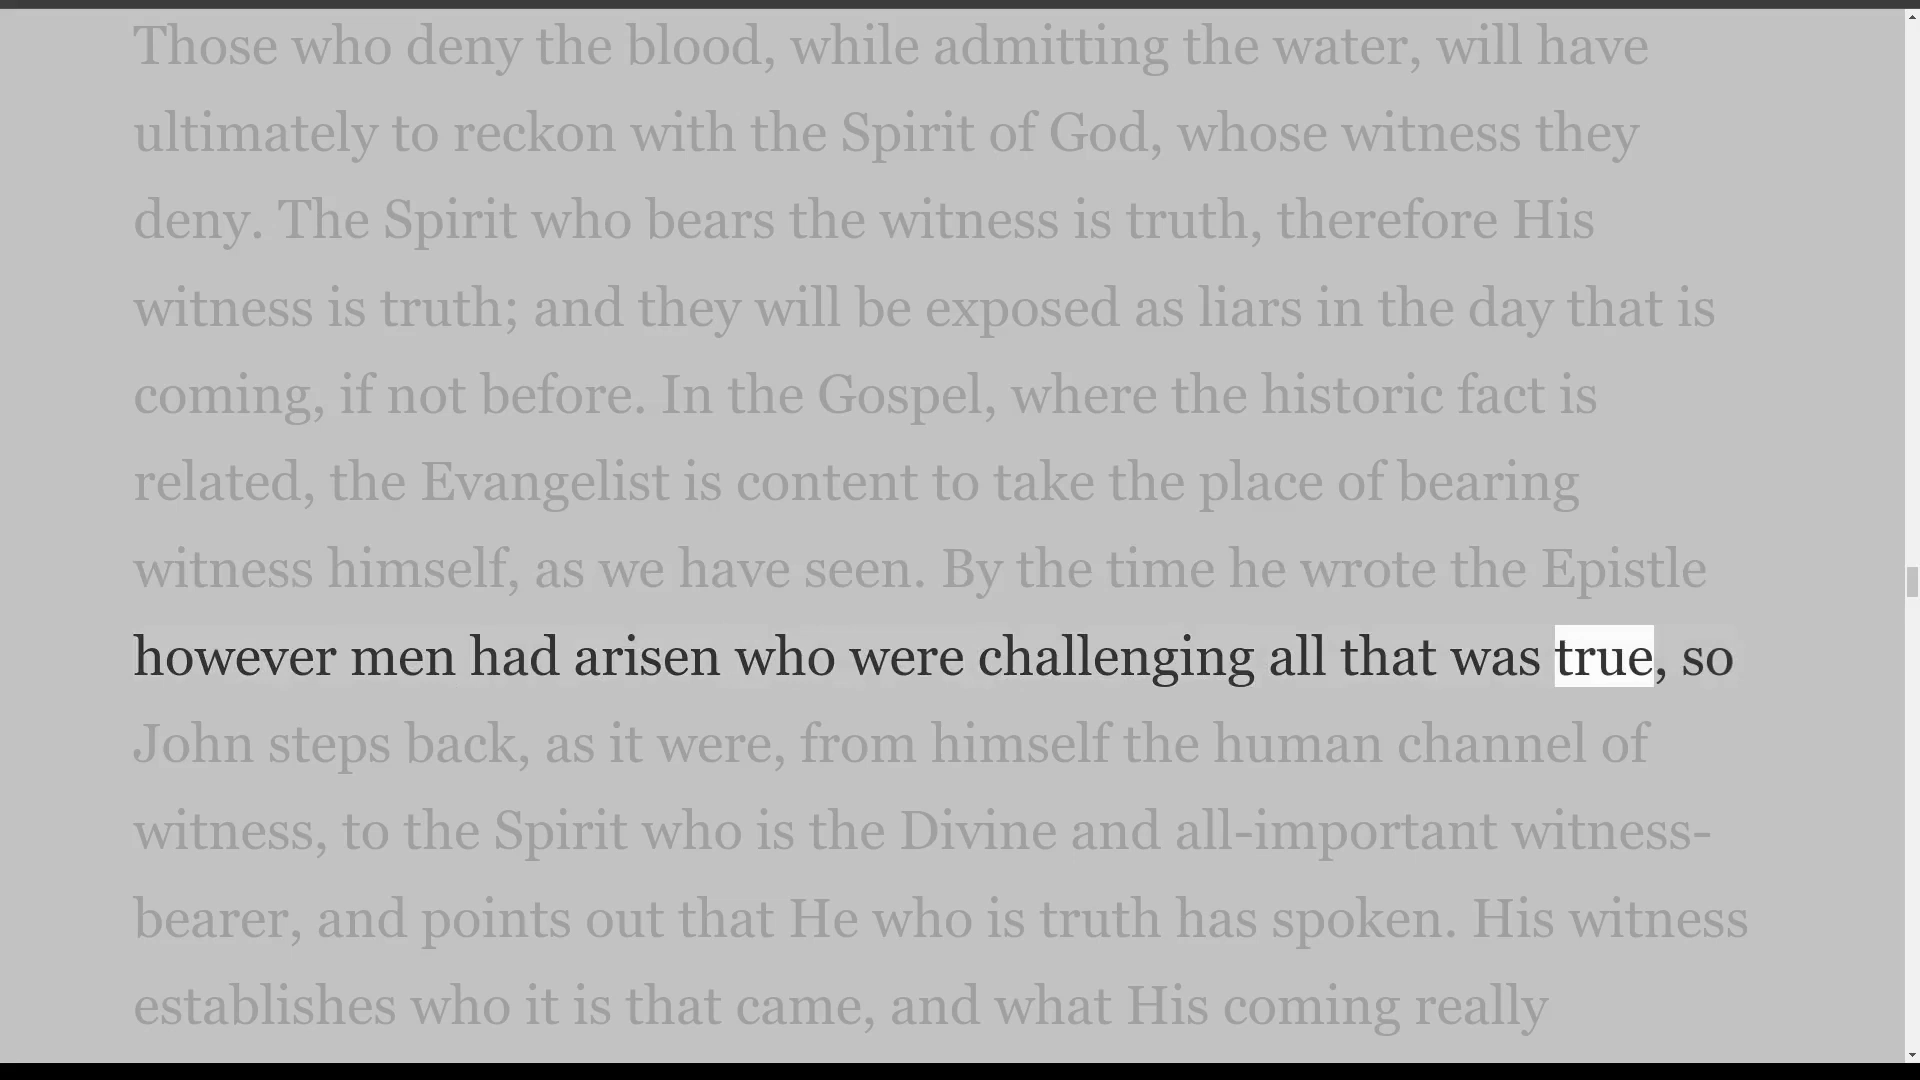 Those who deny the blood, while admitting the water, will have
ultimately to reckon with the Spirit of God, whose witness they
deny. The Spirit who bears the witness is truth, therefore His
witness is truth; and they will be exposed as liars in the day that is
coming, if not before. In the Gospel, where the historic fact is
related, the Evangelist is content to take the place of bearing
witness himself, as we have seen. By the time he wrote the Epistle
however men had arisen who were challenging all that was true, so
John steps back, as it were, from himself the human channel of
witness, to the Spirit who is the Divine and all-important witness-
bearer, and points out that He who is truth has spoken. His witness
establishes who it is that came, and what His coming really